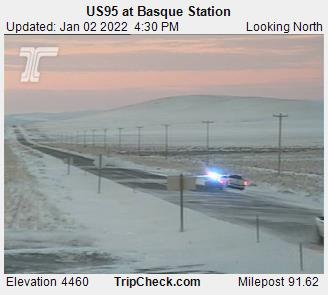 US95 at Basque Station
Updated: Jan 02 2022 4:30 PM Looking North
Elevation 4460 TripCheck.com Milepost 91.62